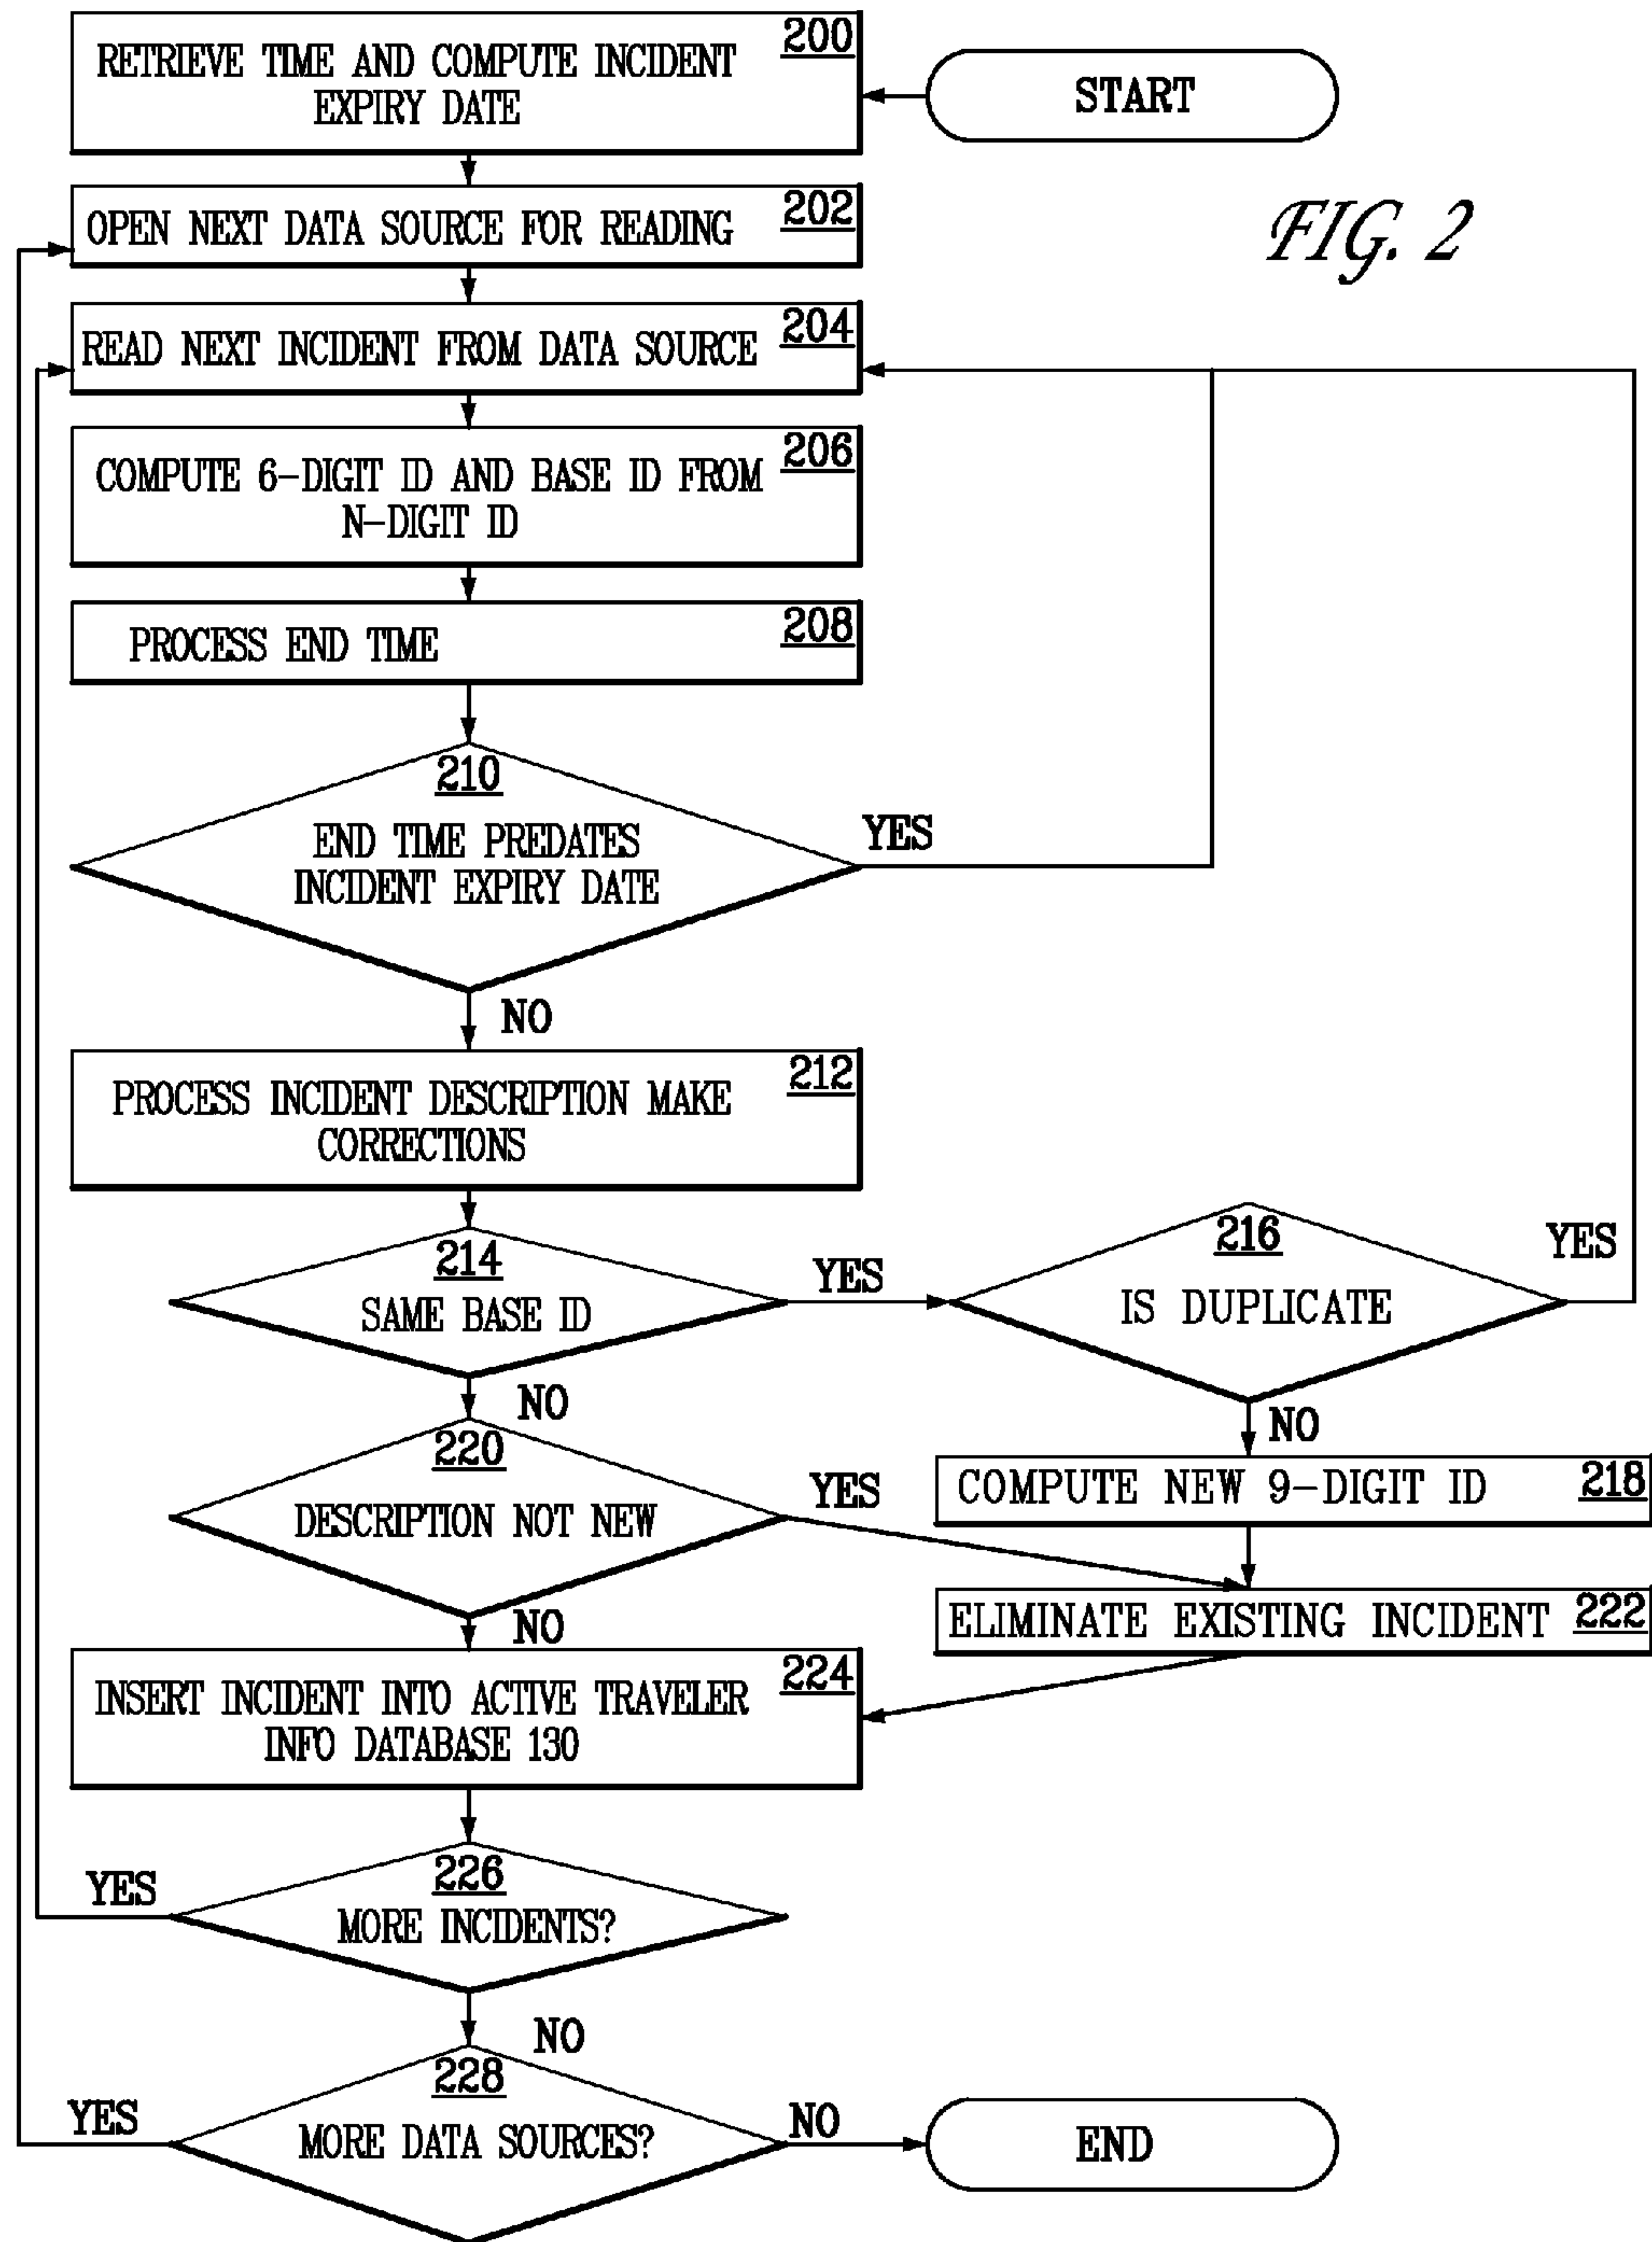 200
RETRIEVE TIME AND COMPUTE INCIDENT
EXPIRY DATE
START
202
OPEN NEXT DATA SOURCE FOR READING
FIG. 2
204
READ NEXT INCIDENT FROM DATA SOURCE
206
COMPUTE 6-DIGIT ID AND BASE ID FROM
N-DIGIT ID
208
PROCESS END TIME
210
END TIME PREDATES
INCIDENT EXPIRY DATE
YES
NO
212
PROCESS INCIDENT DESCRIPTION MAKE
CORRECTIONS
214
SAME BASE ID
YES
216
IS DUPLICATE
YES
NO
NO
220
DESCRIPTION NOT NEW
YES
218
COMPUTE NEW 9-DIGIT ID
222
ELIMINATE EXISTING INCIDENT
NO
224
INSERT INCIDENT INTO ACTIVE TRAVELER
INFO DATABASE 130
226
MORE INCIDENTS?
YES
NO
228
MORE DATA SOURCES?
YES
NO
END